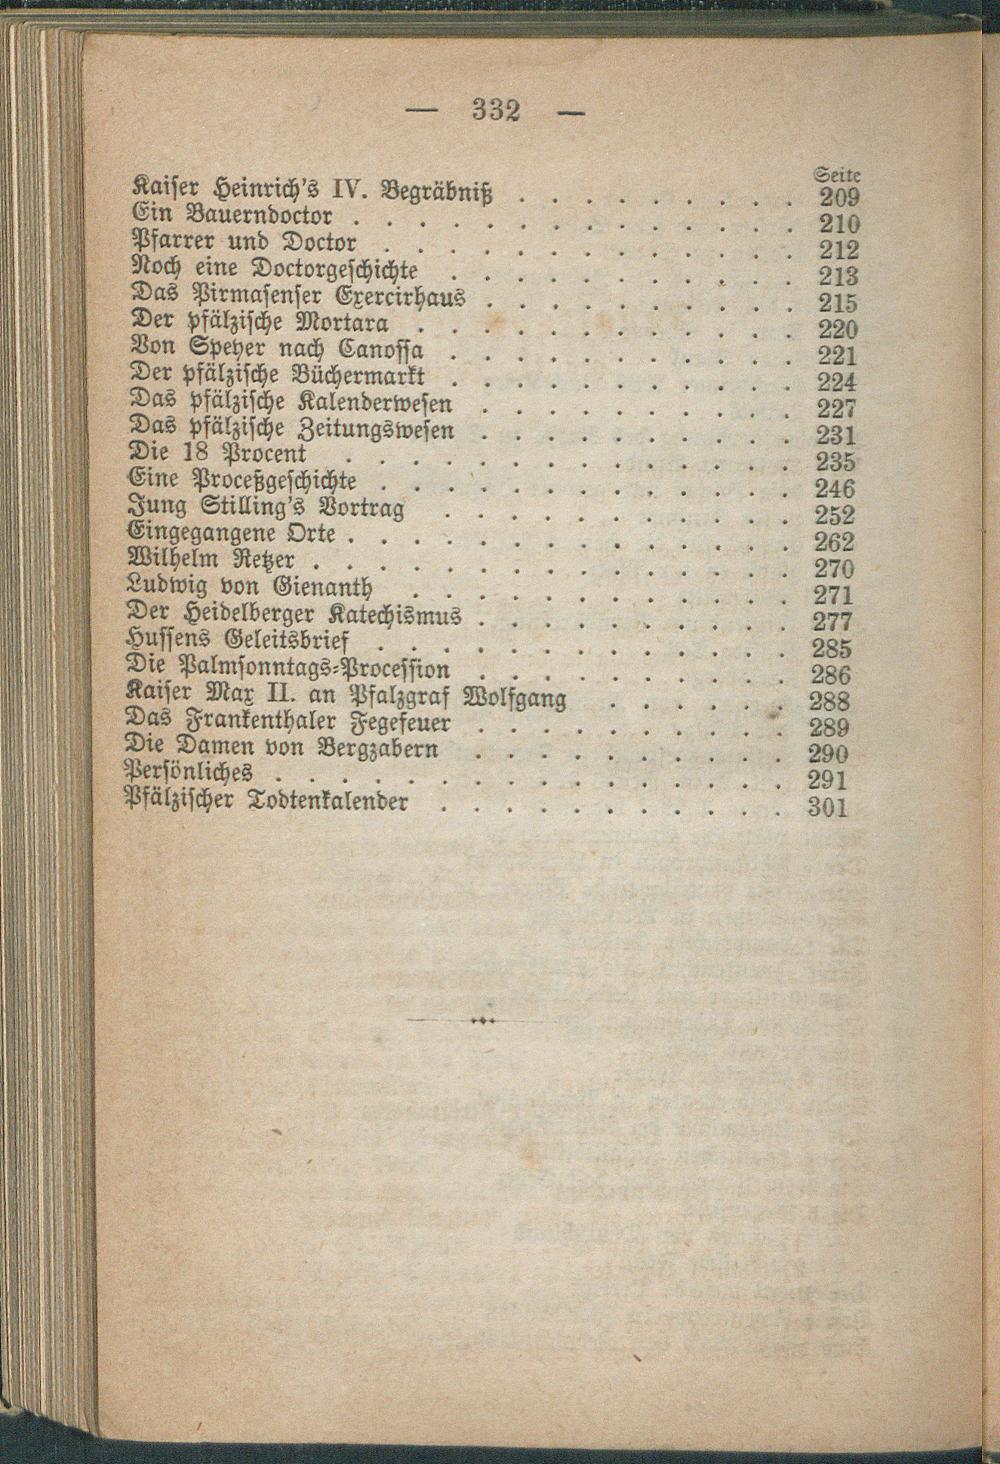 — 332 —
Seite
Kaiser Heinrich's IV. Begräbniß . . . . . . . . . 209
Ein Bauerndoctor . . . . . . . . . . . . . . 210
Pfarrer und Doctor . . . . . . . . . . . . . 212
Noch eine Doctorgeschichte . . . . . . . . . . . 213
Das Pirmasenser Exercirhaus . . . . . . . . . . 215
Der pfälzische Mortara . . . . . . . . . . . . 220
Von Speyer nach Canossa . . . . . . . . . . . 221
Der pfälzische Büchermarkt . . . . . . . . . . . 224
Das pfälzische Kalenderwesen . . . . . . . . . . 227
Das pfälzische Zeitungswesen . . . . . . . . . . 231
Die 18 Procent . . . . . . . . . . . . . . 235
Eine Proceßgeschichte . . . . . . . . . . . . . 246
Jung Stilling's Vortrag . . . . . . . . . . . 252
Eingegangene Orte . . . . . . . . . . . . . . 262
Wilhelm Retzer . . . . . . . . . . . . . . . 270
Ludwig von Gienanth . . . . . . . . . . . . 271
Der Heidelberger Katechismus . . . . . . . . . . 277
Hussens Geleitsbrief . . . . . . . . . . . . . 285
Die Palmsonntags-Procession . . . . . . . . . . 286
Kaiser Max II. an Pfalzgraf Wolfgang . . . . . . 288
Das Frankenthaler Fegefeuer . . . . . . . . . . 289
Die Damen von Bergzabern . . . . . . . . . . 290
Persönliches . . . . . . . . . . . . . . . . 291
Pfälzischer Todtenkalender . . . . . . . . . . . 301